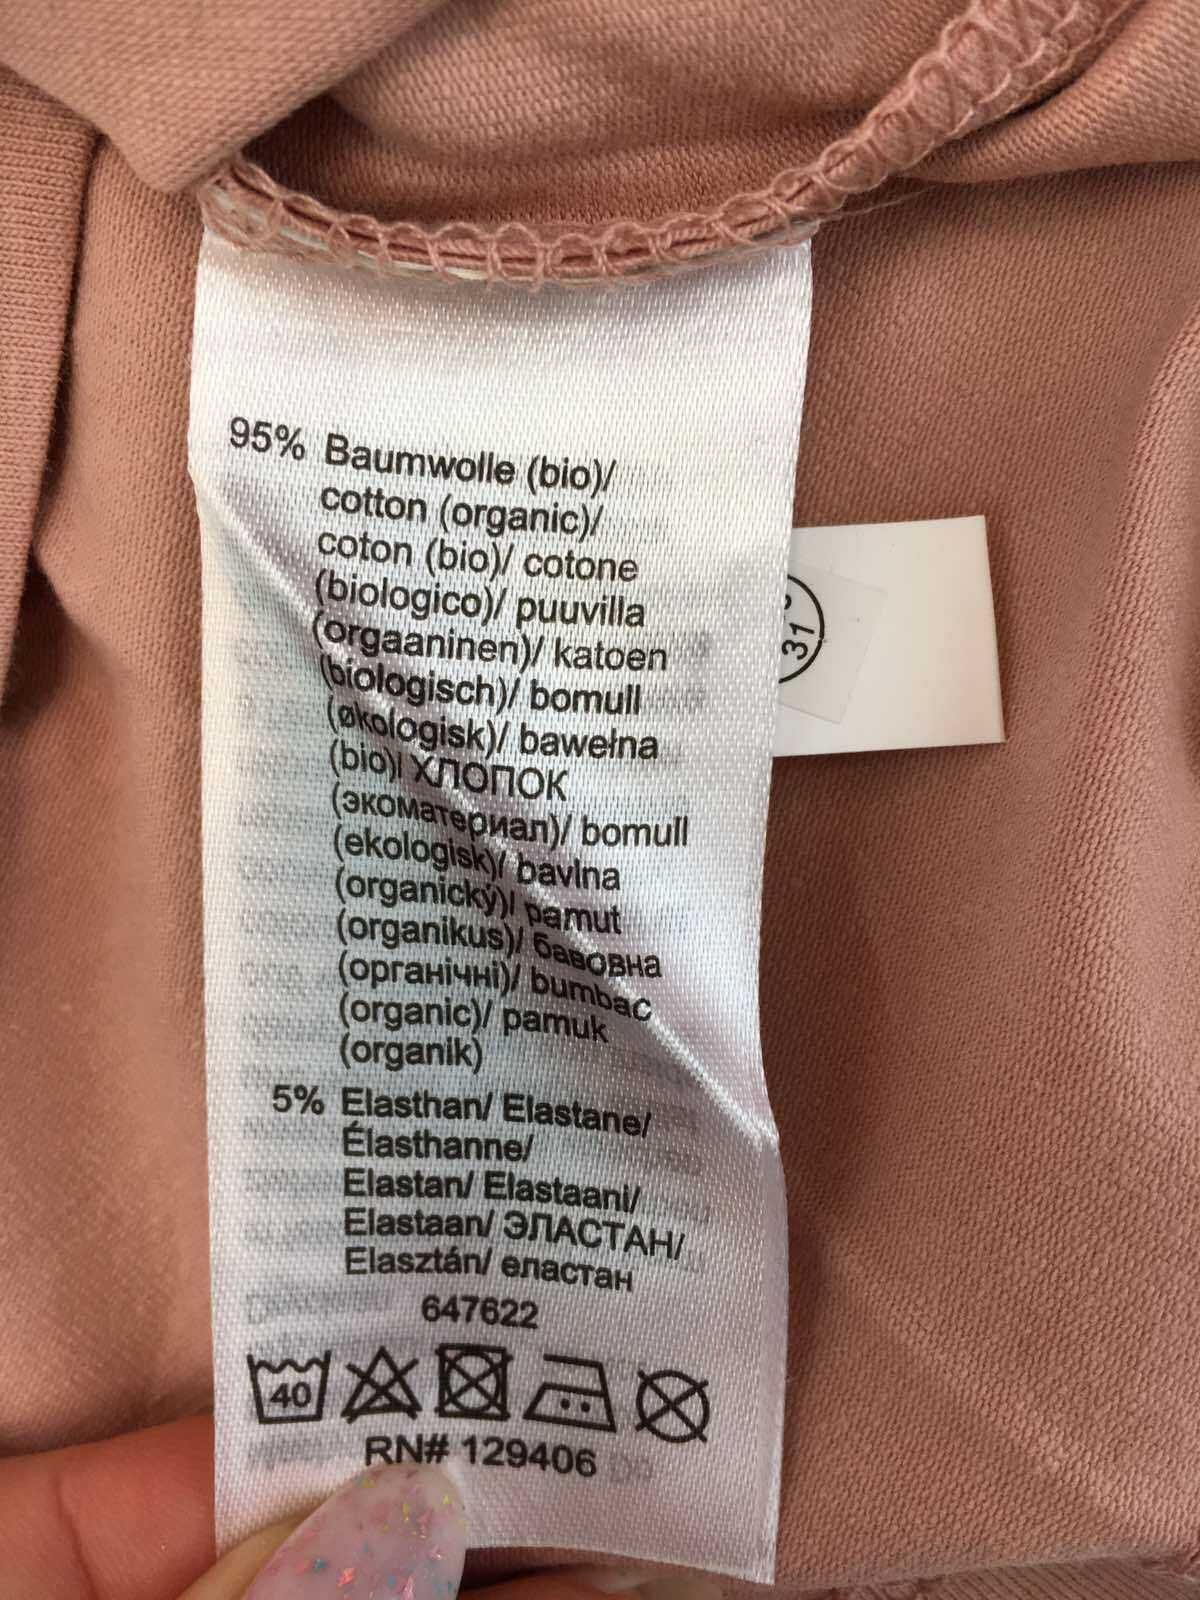 95% Baumwolle (bio)/
cotton (organic)/
coton (bio)/ cotone
(biologico)/ puuvilla
(orgaaninen)/ katoen
(biologisch)/ bomull
(økologisk)/ bawełna
(bio)/ ХЛОПОК
(экоматериал)/ bomull
(ekologisk)/ bavlna
(organický)/ pamut
(organikus)/ бавовна
(органічні)/ bumbac
(organic)/ pamuk
(organik)
5% Elasthan/ Elastane/
Élasthanne/
Elastan/ Elastaani/
Elastaan/ ЭЛАСТАН/
Elasztán/ еластан
647622
40
RN# 129406
31